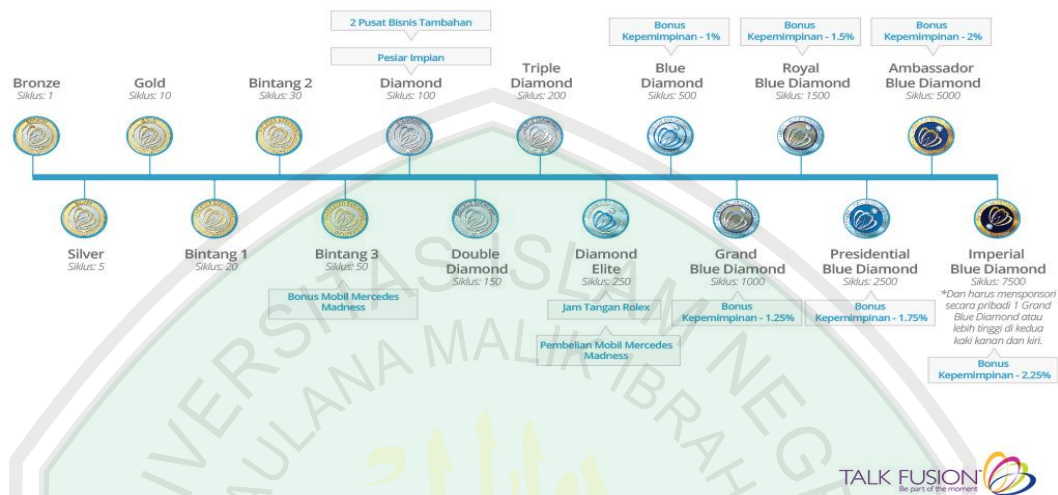 2 Pusat Bisnis Tambahan
Pesiar Impian
Bonus
Kepemimpinan - 1%
Bonus
Kepemimpinan - 1.5%
Bonus
Kepemimpinan - 2%
Bronze
Siklus: 1
Gold
Siklus: 10
Bintang 2
Siklus: 30
Diamond
Siklus: 100
Triple
Diamond
Siklus: 200
Blue
Diamond
Siklus: 500
Royal
Blue Diamond
Siklus: 1500
Ambassador
Blue Diamond
Siklus: 5000
Silver
Siklus: 5
Bintang 1
Siklus: 20
Bintang 3
Siklus: 50
Bonus Mobil Mercedes
Madness
Double
Diamond
Siklus: 150
Diamond
Elite
Siklus: 250
Jam Tangan Rolex
Pembelian Mobil Mercedes
Madness
Grand
Blue Diamond
Siklus: 1000
Bonus
Kepemimpinan - 1.25%
Presidential
Blue Diamond
Siklus: 2500
Bonus
Kepemimpinan - 1.75%
Imperial
Blue Diamond
Siklus: 7500
*Dan harus mensponsori
secara pribadi 1 Grand
Blue Diamond atau
lebih tinggi di kedua
kaki kanan dan kiri.
Bonus
Kepemimpinan - 2.25%
TALK FUSION
Be part of the moment